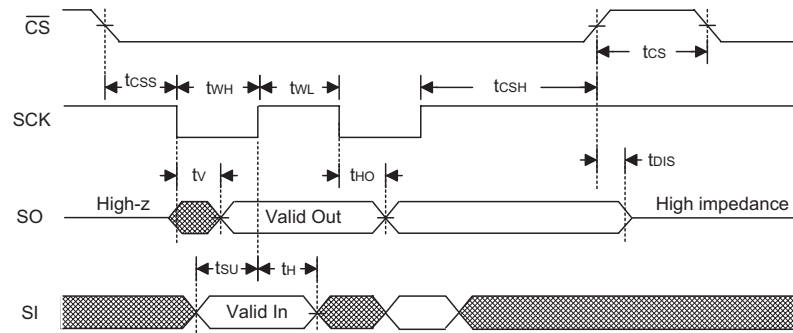 CS
tCS
tCSS
tWH
tWL
tCSH
SCK
tV
tHO
tDIS
High-z
Valid Out
High impedance
SO
tSU
tH
SI
Valid In